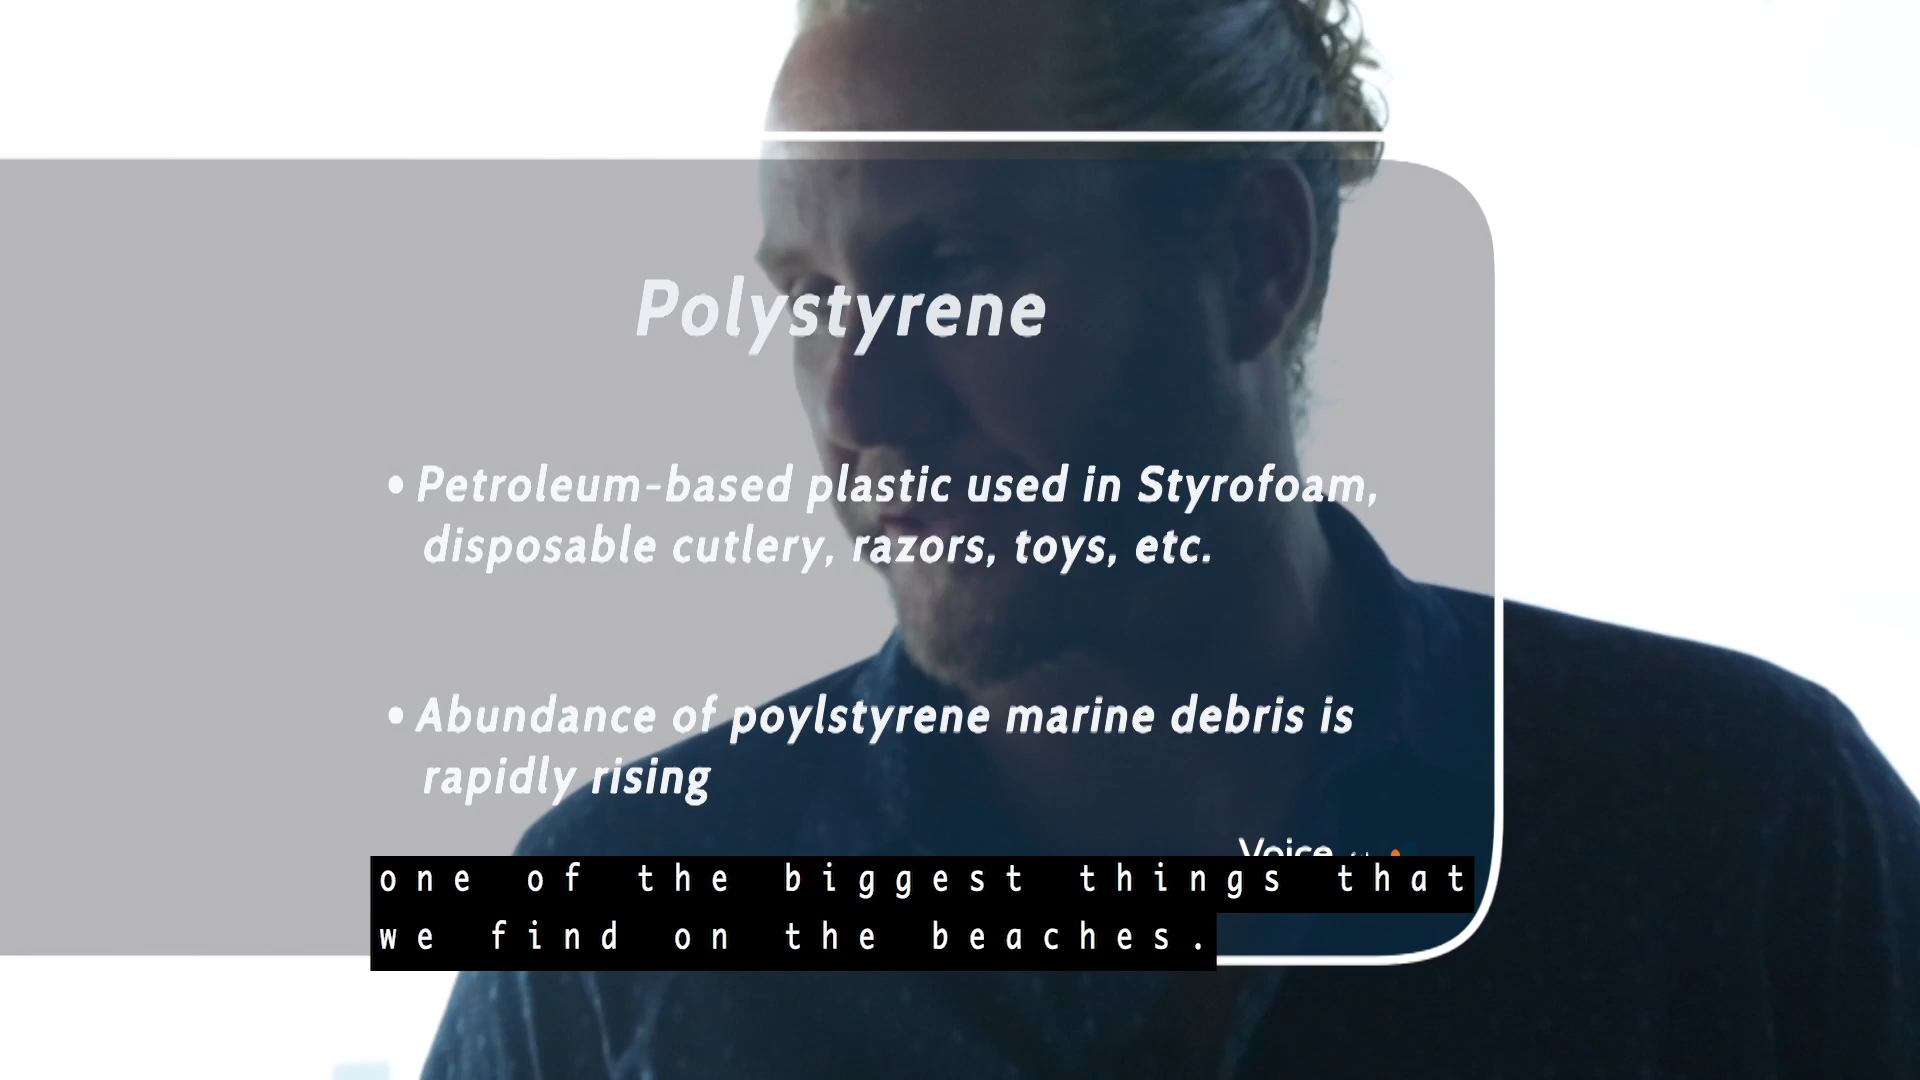 Polystyrene
• Petroleum-based plastic used in Styrofoam,
disposable cutlery, razors, toys, etc.
• Abundance of poylstyrene marine debris is
rapidly rising
Voice
one of the biggest things that
we find on the beaches.